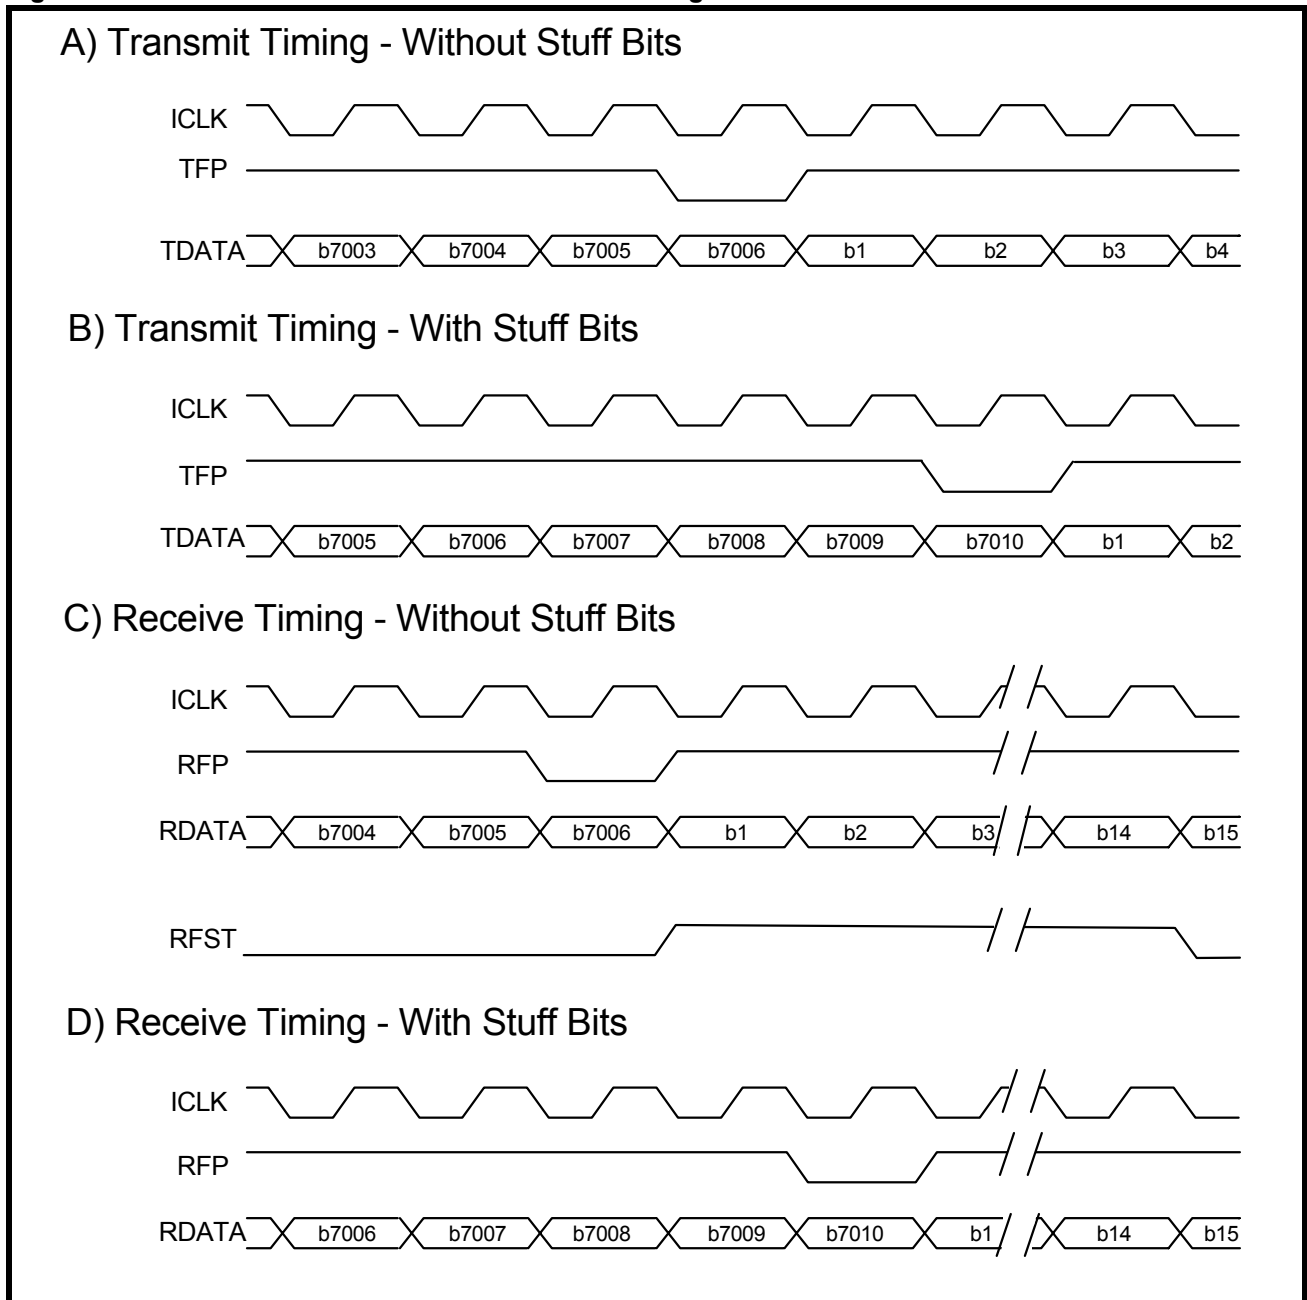 A) Transmit Timing - Without Stuff Bits
ICLK
TFP
TDATA b7003 b7004 b7005 b7006 b1 b2 b3 b4
B) Transmit Timing - With Stuff Bits
ICLK
TFP
TDATA b7005 b7006 b7007 b7008 b7009 b7010 b1 b2
C) Receive Timing - Without Stuff Bits
ICLK
RFP
RDATA b7004 b7005 b7006 b1 b2 b3 b14 b15
RFST
D) Receive Timing - With Stuff Bits
ICLK
RFP
RDATA b7006 b7007 b7008 b7009 b7010 b1 b14 b15